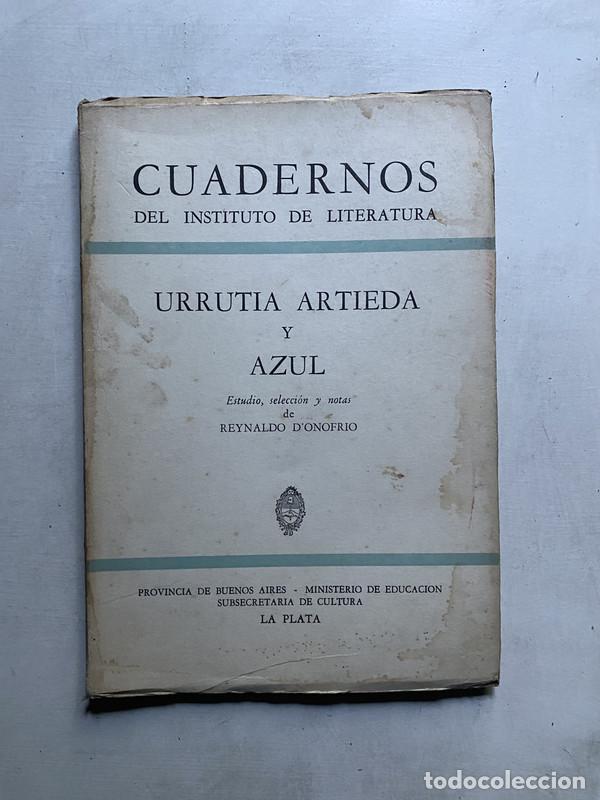 CUADERNOS
DEL INSTITUTO DE LITERATURA
URRUTIA ARTIEDA
Y
AZUL
Estudio, selección y notas
de
REYNALDO D'ONOFRIO
PROVINCIA DE BUENOS AIRES - MINISTERIO DE EDUCACION
SUBSECRETARIA DE CULTURA
LA PLATA
todocoleccion